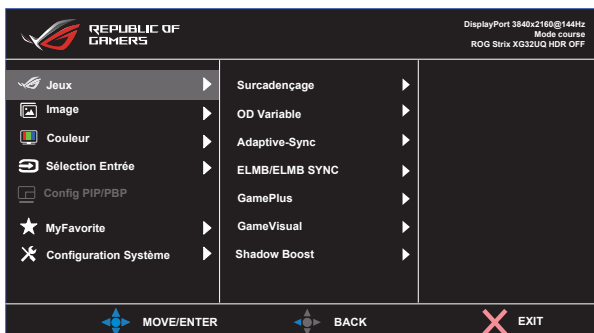 REPUBLIC OF
GAMERS
DisplayPort 3840x2160@144Hz
Mode course
ROG Strix XG32UQ HDR OFF
Jeux
Image
Couleur
Sélection Entrée
Config PIP/PBP
MyFavorite
Configuration Système
Surcadençage
OD Variable
Adaptive-Sync
ELMB/ELMB SYNC
GamePlus
GameVisual
Shadow Boost
MOVE/ENTER
BACK
EXIT